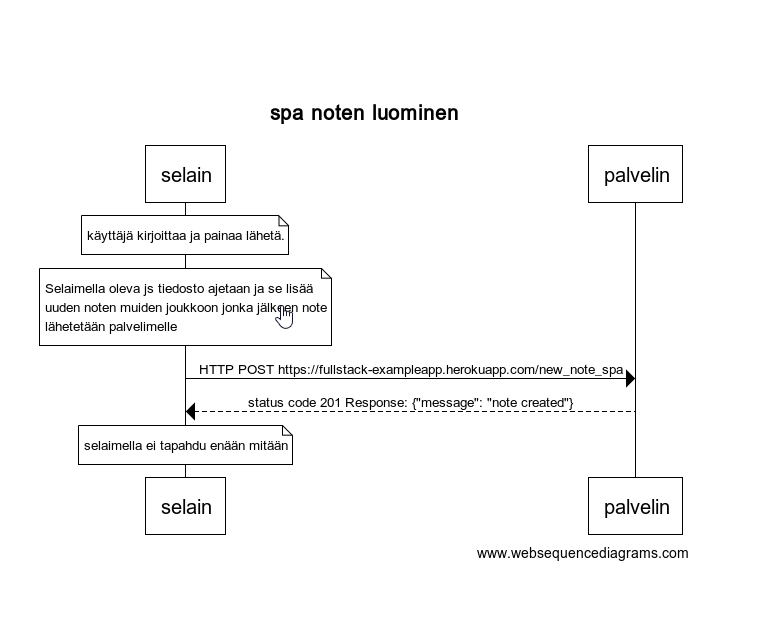 spa noten luominen
selain
palvelin
käyttäjä kirjoittaa ja painaa lähetä.
Selaimella oleva js tiedosto ajetaan ja se lisää
uuden noten muiden joukkoon jonka jälkeen note
lähetetään palvelimelle
HTTP POST https://fullstack-exampleapp.herokuapp.com/new_note_spa
status code 201 Response: {"message": "note created"}
selaimella ei tapahdu enään mitään
selain
palvelin
www.websequencediagrams.com